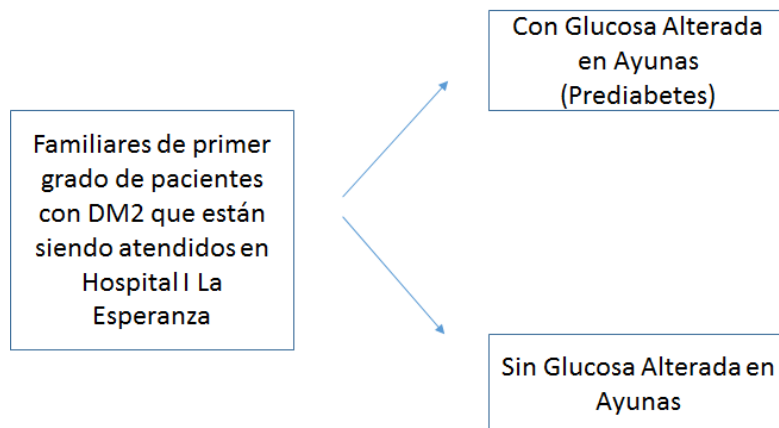 Familiares de primer
grado de pacientes
con DM2 que están
siendo atendidos en
Hospital I La
Esperanza
Con Glucosa Alterada
en Ayunas
(Prediabetes)
Sin Glucosa Alterada en
Ayunas